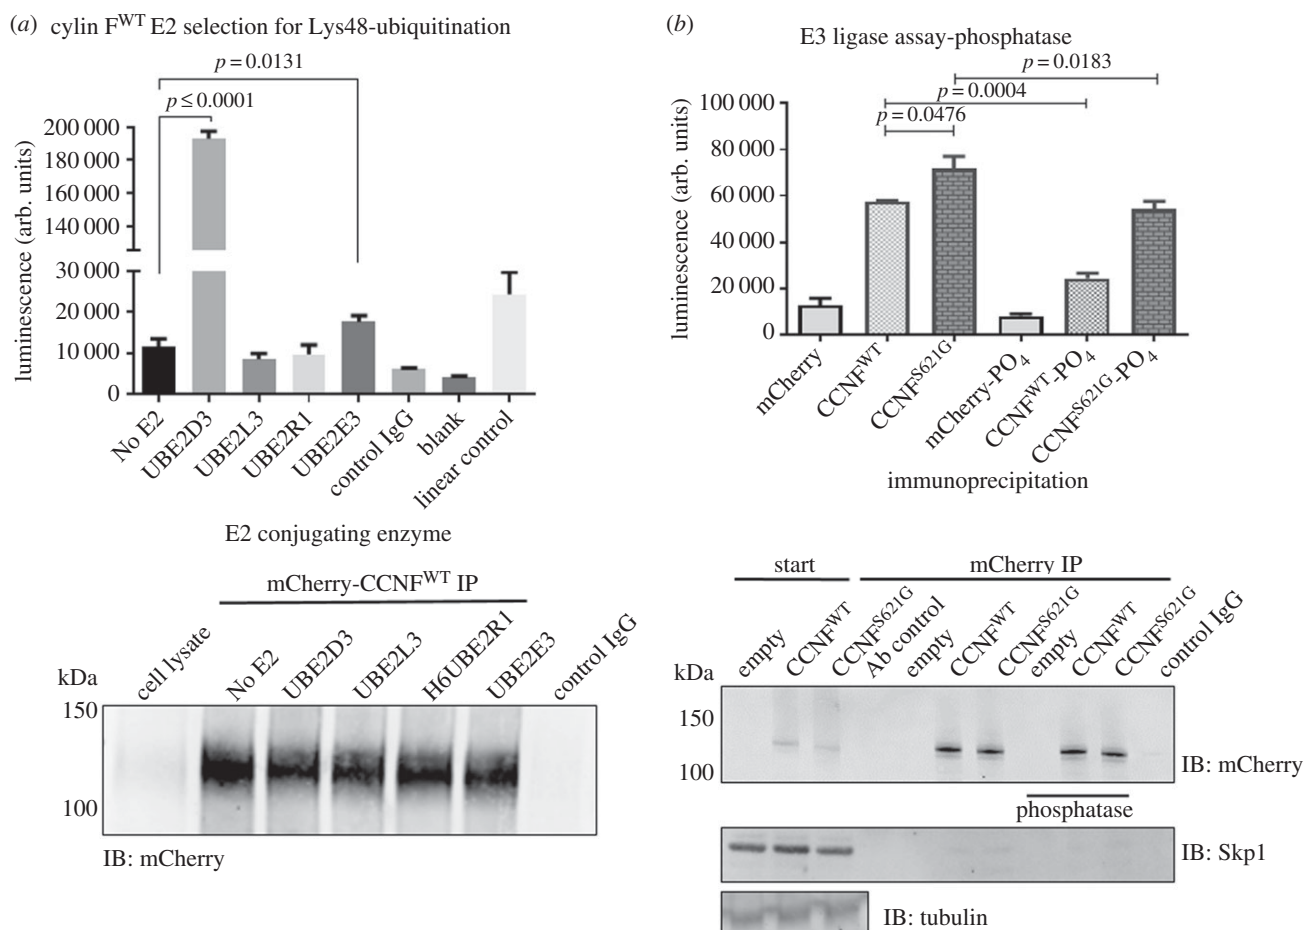 (a) cylin F^WT E2 selection for Lys48-ubiquitination
p = 0.0131
p ≤ 0.0001
luminescence (arb. units)
200 000
180 000
160 000
140 000
30 000
20 000
10 000
0
No E2
UBE2D3
UBE2L3
UBE2R1
UBE2E3
control IgG
blank
linear control
E2 conjugating enzyme
mCherry-CCNF^WT IP
kDa
cell lysate
No E2
UBE2D3
UBE2L3
H6UBE2R1
UBE2E3
control IgG
150
100
IB: mCherry
(b)
E3 ligase assay-phosphatase
p = 0.0183
p = 0.0004
p = 0.0476
luminescence (arb. units)
100 000
80 000
60 000
40 000
20 000
0
mCherry
CCNF^WT
CCNF^S621G
mCherry-PO₄
CCNF^WT-PO₄
CCNF^S621G-PO₄
immunoprecipitation
start
mCherry IP
kDa
empty
CCNF^WT
CCNF^S621G
Ab control
empty
CCNF^WT
CCNF^S621G
empty
CCNF^WT
CCNF^S621G
control IgG
150
100
IB: mCherry
phosphatase
IB: Skp1
IB: tubulin